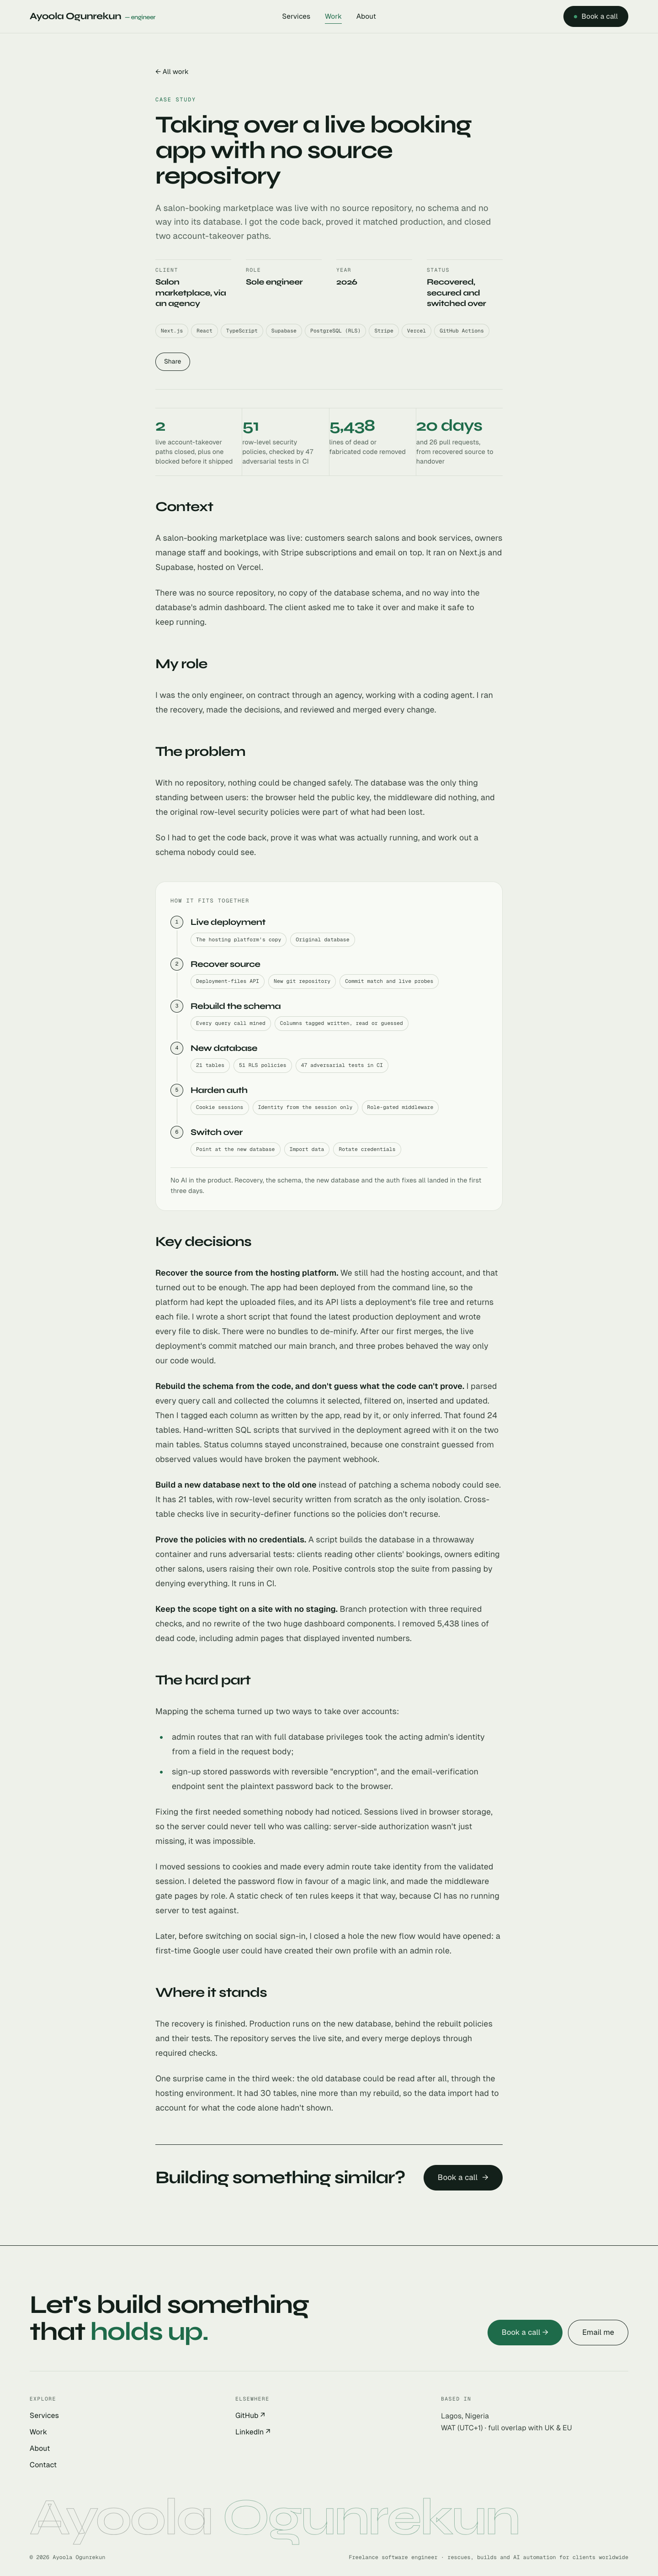 Ayoola Ogunrekun — engineer
Services
Work
About
Book a call
← All work
CASE STUDY
Taking over a live booking
app with no source
repository
A salon-booking marketplace was live with no source repository, no schema and no
way into its database. I got the code back, proved it matched production, and closed
two account-takeover paths.
CLIENT
Salon
marketplace, via
an agency
ROLE
Sole engineer
YEAR
2026
STATUS
Recovered,
secured and
switched over
Next.js
React
TypeScript
Supabase
PostgreSQL (RLS)
Stripe
Vercel
GitHub Actions
Share
2
live account-takeover
paths closed, plus one
blocked before it shipped
51
row-level security
policies, checked by 47
adversarial tests in CI
5,438
lines of dead or
fabricated code removed
20 days
and 26 pull requests,
from recovered source to
handover
Context
A salon-booking marketplace was live: customers search salons and book services, owners
manage staff and bookings, with Stripe subscriptions and email on top. It ran on Next.js and
Supabase, hosted on Vercel.
There was no source repository, no copy of the database schema, and no way into the
database's admin dashboard. The client asked me to take it over and make it safe to
keep running.
My role
I was the only engineer, on contract through an agency, working with a coding agent. I ran
the recovery, made the decisions, and reviewed and merged every change.
The problem
With no repository, nothing could be changed safely. The database was the only thing
standing between users: the browser held the public key, the middleware did nothing, and
the original row-level security policies were part of what had been lost.
So I had to get the code back, prove it was what was actually running, and work out a
schema nobody could see.
HOW IT FITS TOGETHER
1
Live deployment
The hosting platform's copy
Original database
2
Recover source
Deployment-files API
New git repository
Commit match and live probes
3
Rebuild the schema
Every query call mined
Columns tagged written, read or guessed
4
New database
21 tables
51 RLS policies
47 adversarial tests in CI
5
Harden auth
Cookie sessions
Identity from the session only
Role-gated middleware
6
Switch over
Point at the new database
Import data
Rotate credentials
No AI in the product. Recovery, the schema, the new database and the auth fixes all landed in the first
three days.
Key decisions
Recover the source from the hosting platform. We still had the hosting account, and that
turned out to be enough. The app had been deployed from the command line, so the
platform had kept the uploaded files, and its API lists a deployment's file tree and returns
each file. I wrote a short script that found the latest production deployment and wrote
every file to disk. There were no bundles to de-minify. After our first merges, the live
deployment's commit matched our main branch, and three probes behaved the way only
our code would.
Rebuild the schema from the code, and don't guess what the code can't prove. I parsed
every query call and collected the columns it selected, filtered on, inserted and updated.
Then I tagged each column as written by the app, read by it, or only inferred. That found 24
tables. Hand-written SQL scripts that survived in the deployment agreed with it on the two
main tables. Status columns stayed unconstrained, because one constraint guessed from
observed values would have broken the payment webhook.
Build a new database next to the old one instead of patching a schema nobody could see.
It has 21 tables, with row-level security written from scratch as the only isolation. Cross-
table checks live in security-definer functions so the policies don't recurse.
Prove the policies with no credentials. A script builds the database in a throwaway
container and runs adversarial tests: clients reading other clients' bookings, owners editing
other salons, users raising their own role. Positive controls stop the suite from passing by
denying everything. It runs in CI.
Keep the scope tight on a site with no staging. Branch protection with three required
checks, and no rewrite of the two huge dashboard components. I removed 5,438 lines of
dead code, including admin pages that displayed invented numbers.
The hard part
Mapping the schema turned up two ways to take over accounts:
• admin routes that ran with full database privileges took the acting admin's identity
from a field in the request body;
• sign-up stored passwords with reversible "encryption", and the email-verification
endpoint sent the plaintext password back to the browser.
Fixing the first needed something nobody had noticed. Sessions lived in browser storage,
so the server could never tell who was calling: server-side authorization wasn't just
missing, it was impossible.
I moved sessions to cookies and made every admin route take identity from the validated
session. I deleted the password flow in favour of a magic link, and made the middleware
gate pages by role. A static check of ten rules keeps it that way, because CI has no running
server to test against.
Later, before switching on social sign-in, I closed a hole the new flow would have opened: a
first-time Google user could have created their own profile with an admin role.
Where it stands
The recovery is finished. Production runs on the new database, behind the rebuilt policies
and their tests. The repository serves the live site, and every merge deploys through
required checks.
One surprise came in the third week: the old database could be read after all, through the
hosting environment. It had 30 tables, nine more than my rebuild, so the data import had to
account for what the code alone hadn't shown.
Building something similar?
Book a call →
Let's build something
that holds up.
Book a call →
Email me
EXPLORE
Services
Work
About
Contact
ELSEWHERE
GitHub ↗
LinkedIn ↗
BASED IN
Lagos, Nigeria
WAT (UTC+1) · full overlap with UK & EU
Ayoola Ogunrekun
© 2026 Ayoola Ogunrekun
Freelance software engineer · rescues, builds and AI automation for clients worldwide